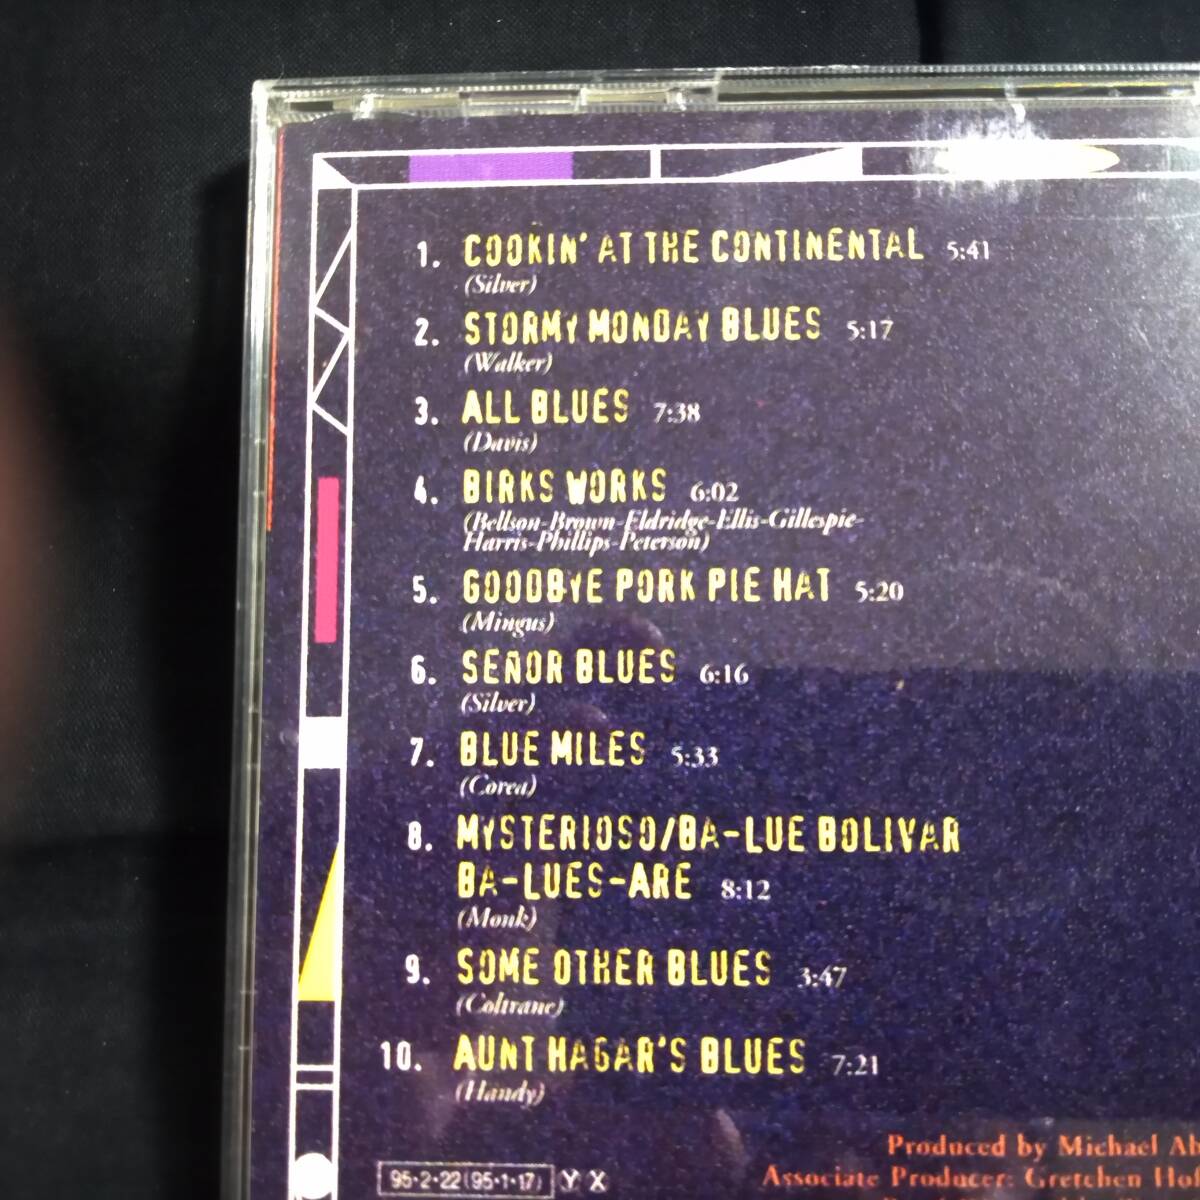 1. COOKIN' AT THE CONTINENTAL 5:41
(Silver)
2. STORMY MONDAY BLUES 5:17
(Walker)
3. ALL BLUES 7:38
(Davis)
4. BIRKS WORKS 6:02
(Bellson-Brown-Eldridge-Ellis-Gillespie-
Harris-Phillips-Peterson)
5. GOODBYE PORK PIE HAT 5:20
(Mingus)
6. SEÑOR BLUES 6:16
(Silver)
7. BLUE MILES 5:33
(Corea)
8. MYSTERIOSO/BA-LUE BOLIVAR
BA-LUES-ARE 8:12
(Monk)
9. SOME OTHER BLUES 3:47
(Coltrane)
10. AUNT HAGAR'S BLUES 7:21
(Handy)
Produced by Michael Ab
Associate Producer: Gretchen Hof
95·2·22(95·1·17) Y X